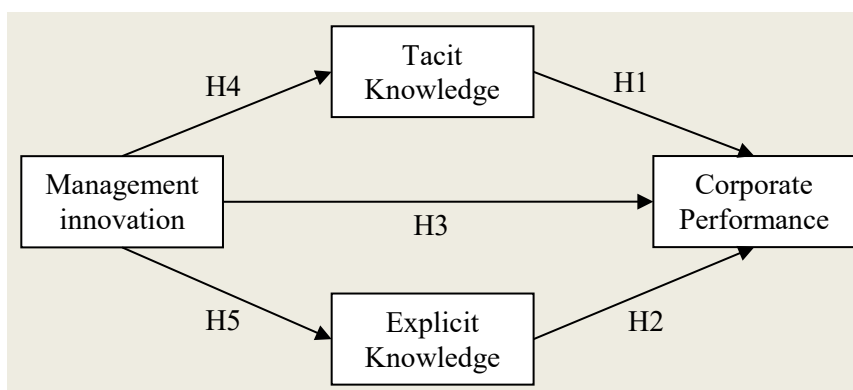 Tacit
Knowledge
H4
H1
Management
innovation
Corporate
Performance
H3
H5
Explicit
Knowledge
H2